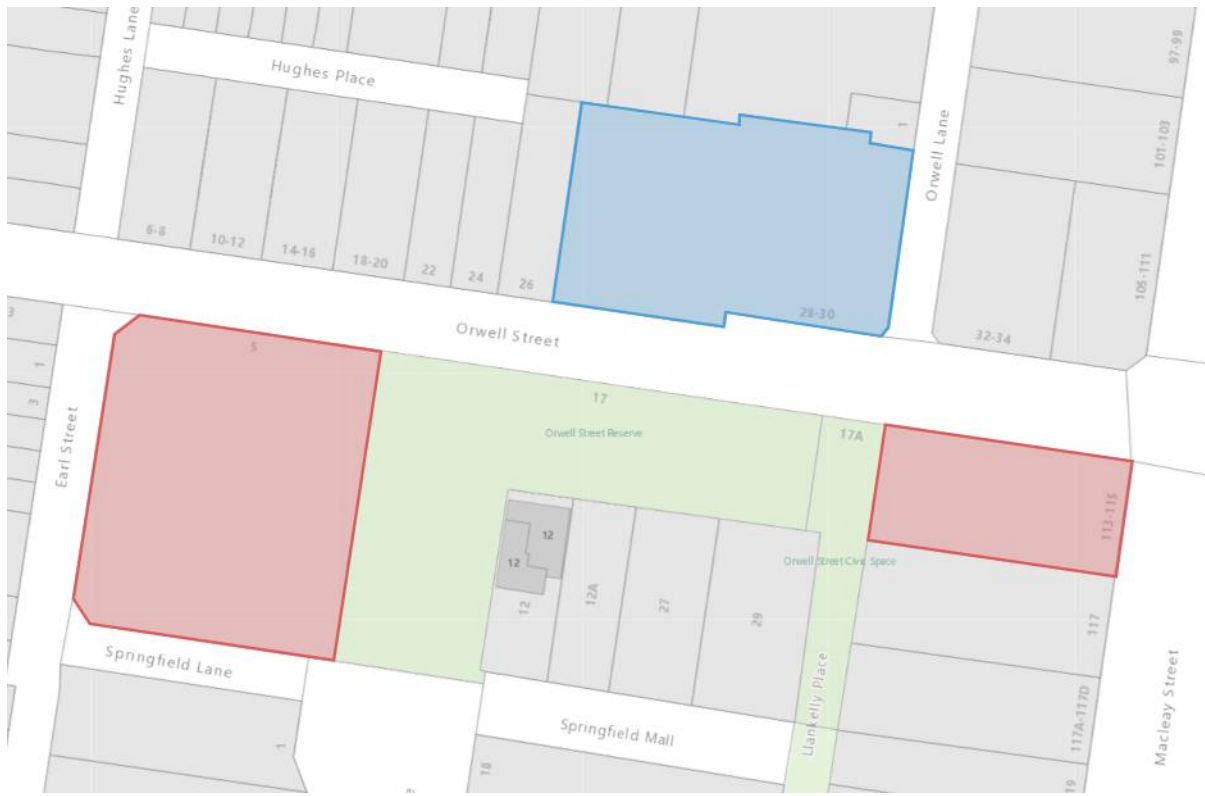 Hughes Lane
Hughes Place
97-99
1
Orwell Lane
101-103
6-8
10-12
14-16
18-20
22
24
26
28-30
32-34
105-111
Orwell Street
3
5
1
3
17
Orwell Street Reserve
17A
Earl Street
113-115
12
12
Orwell Street Civic Space
12
12A
27
29
117
Springfield Lane
Llankelly Place
Macleay Street
117A-117D
Springfield Mall
1
18
19